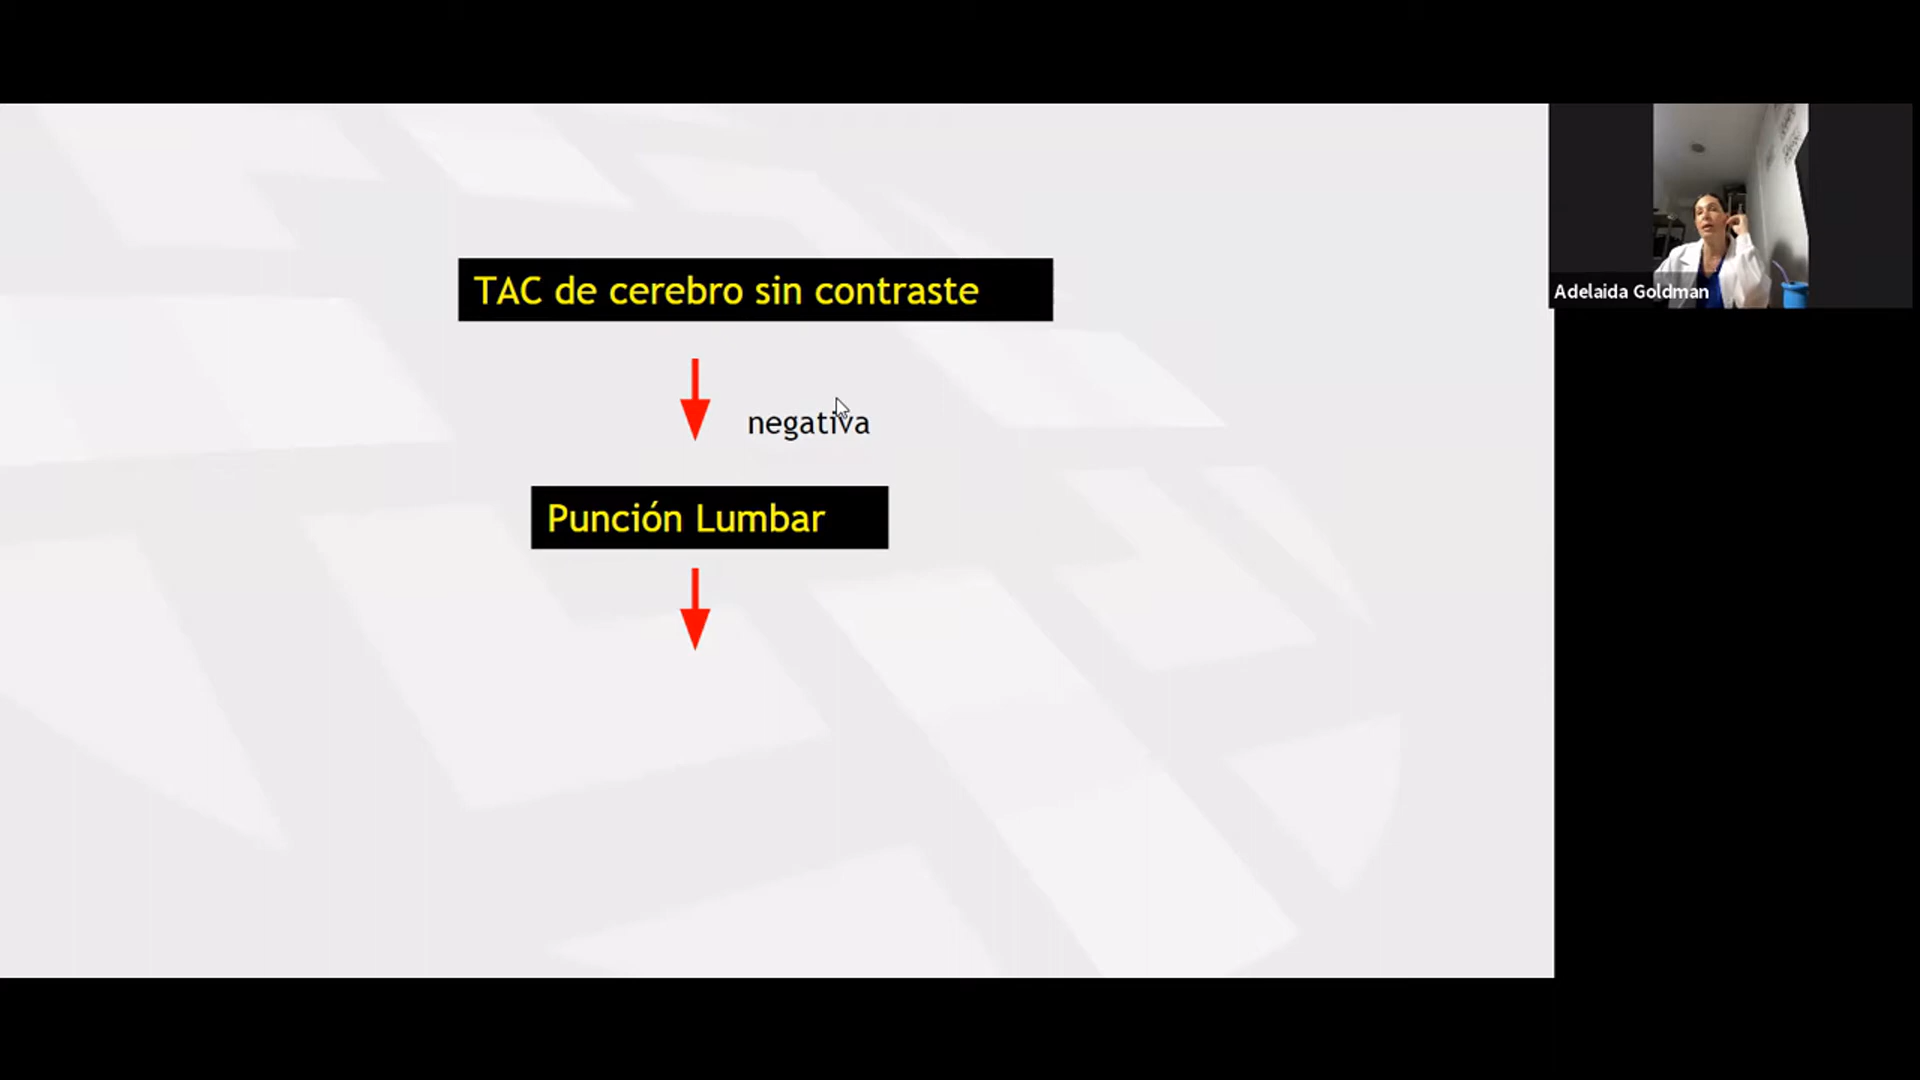 TAC de cerebro sin contraste
negativa
Punción Lumbar
Adelaida Goldman